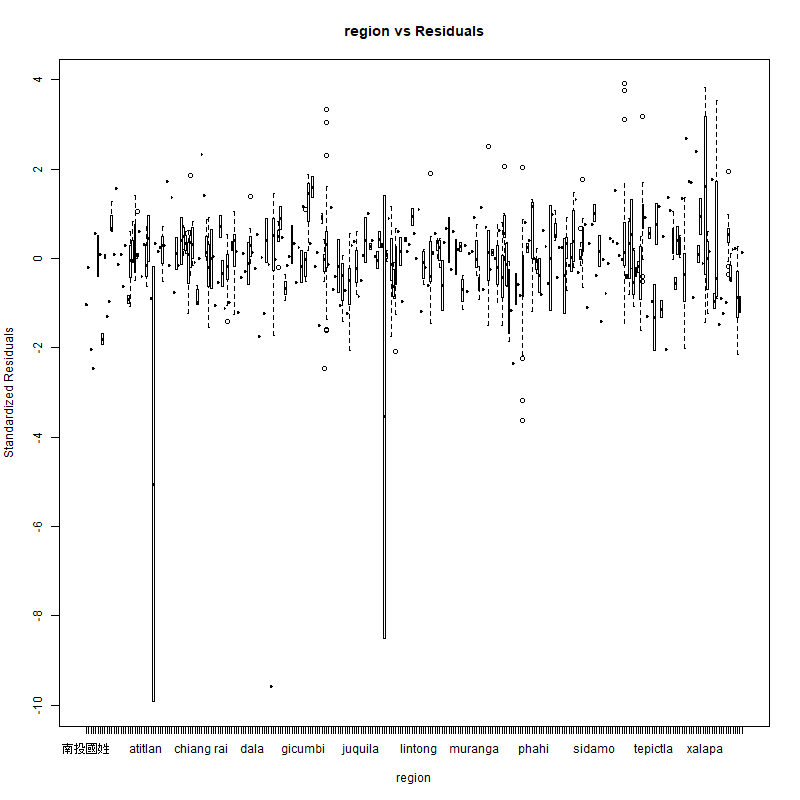 region vs Residuals
Standardized Residuals
4
2
0
-2
-4
-6
-8
-10
南投國姓 atitlan chiang rai dala gicumbi juquila lintong muranga phahi sidamo tepictla xalapa
region